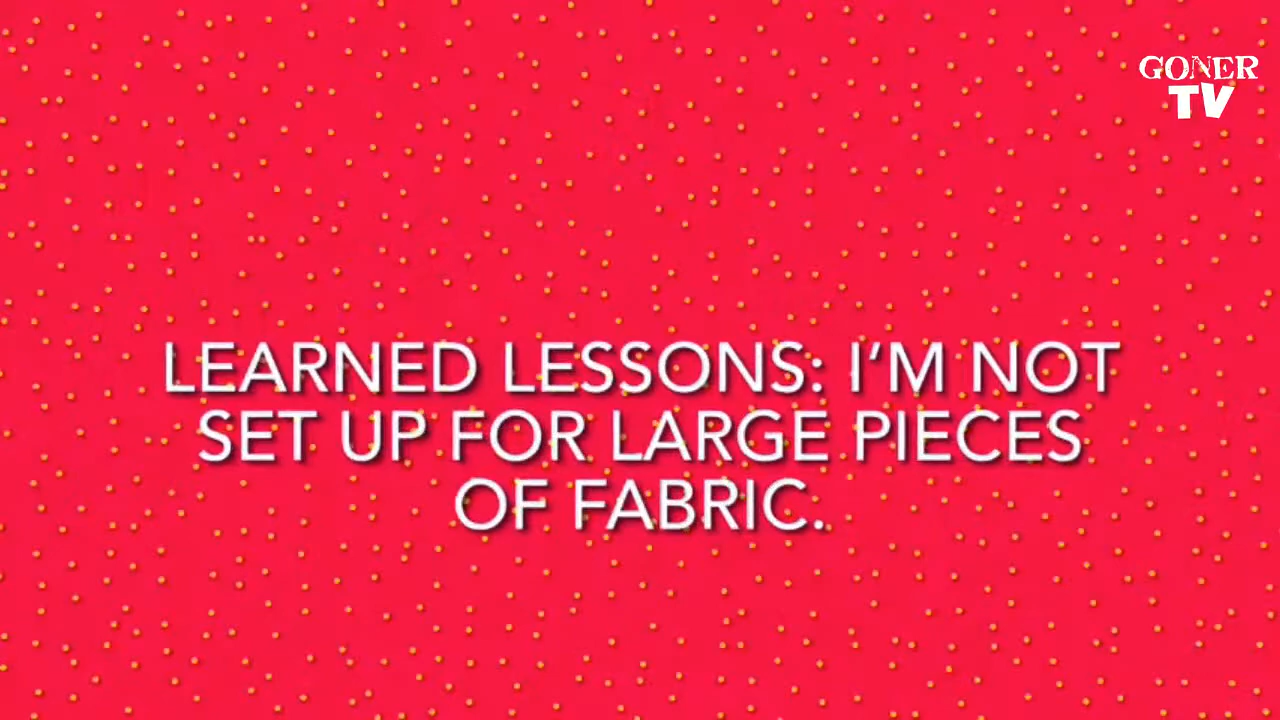 GONER
TV
LEARNED LESSONS: I'M NOT
SET UP FOR LARGE PIECES
OF FABRIC.